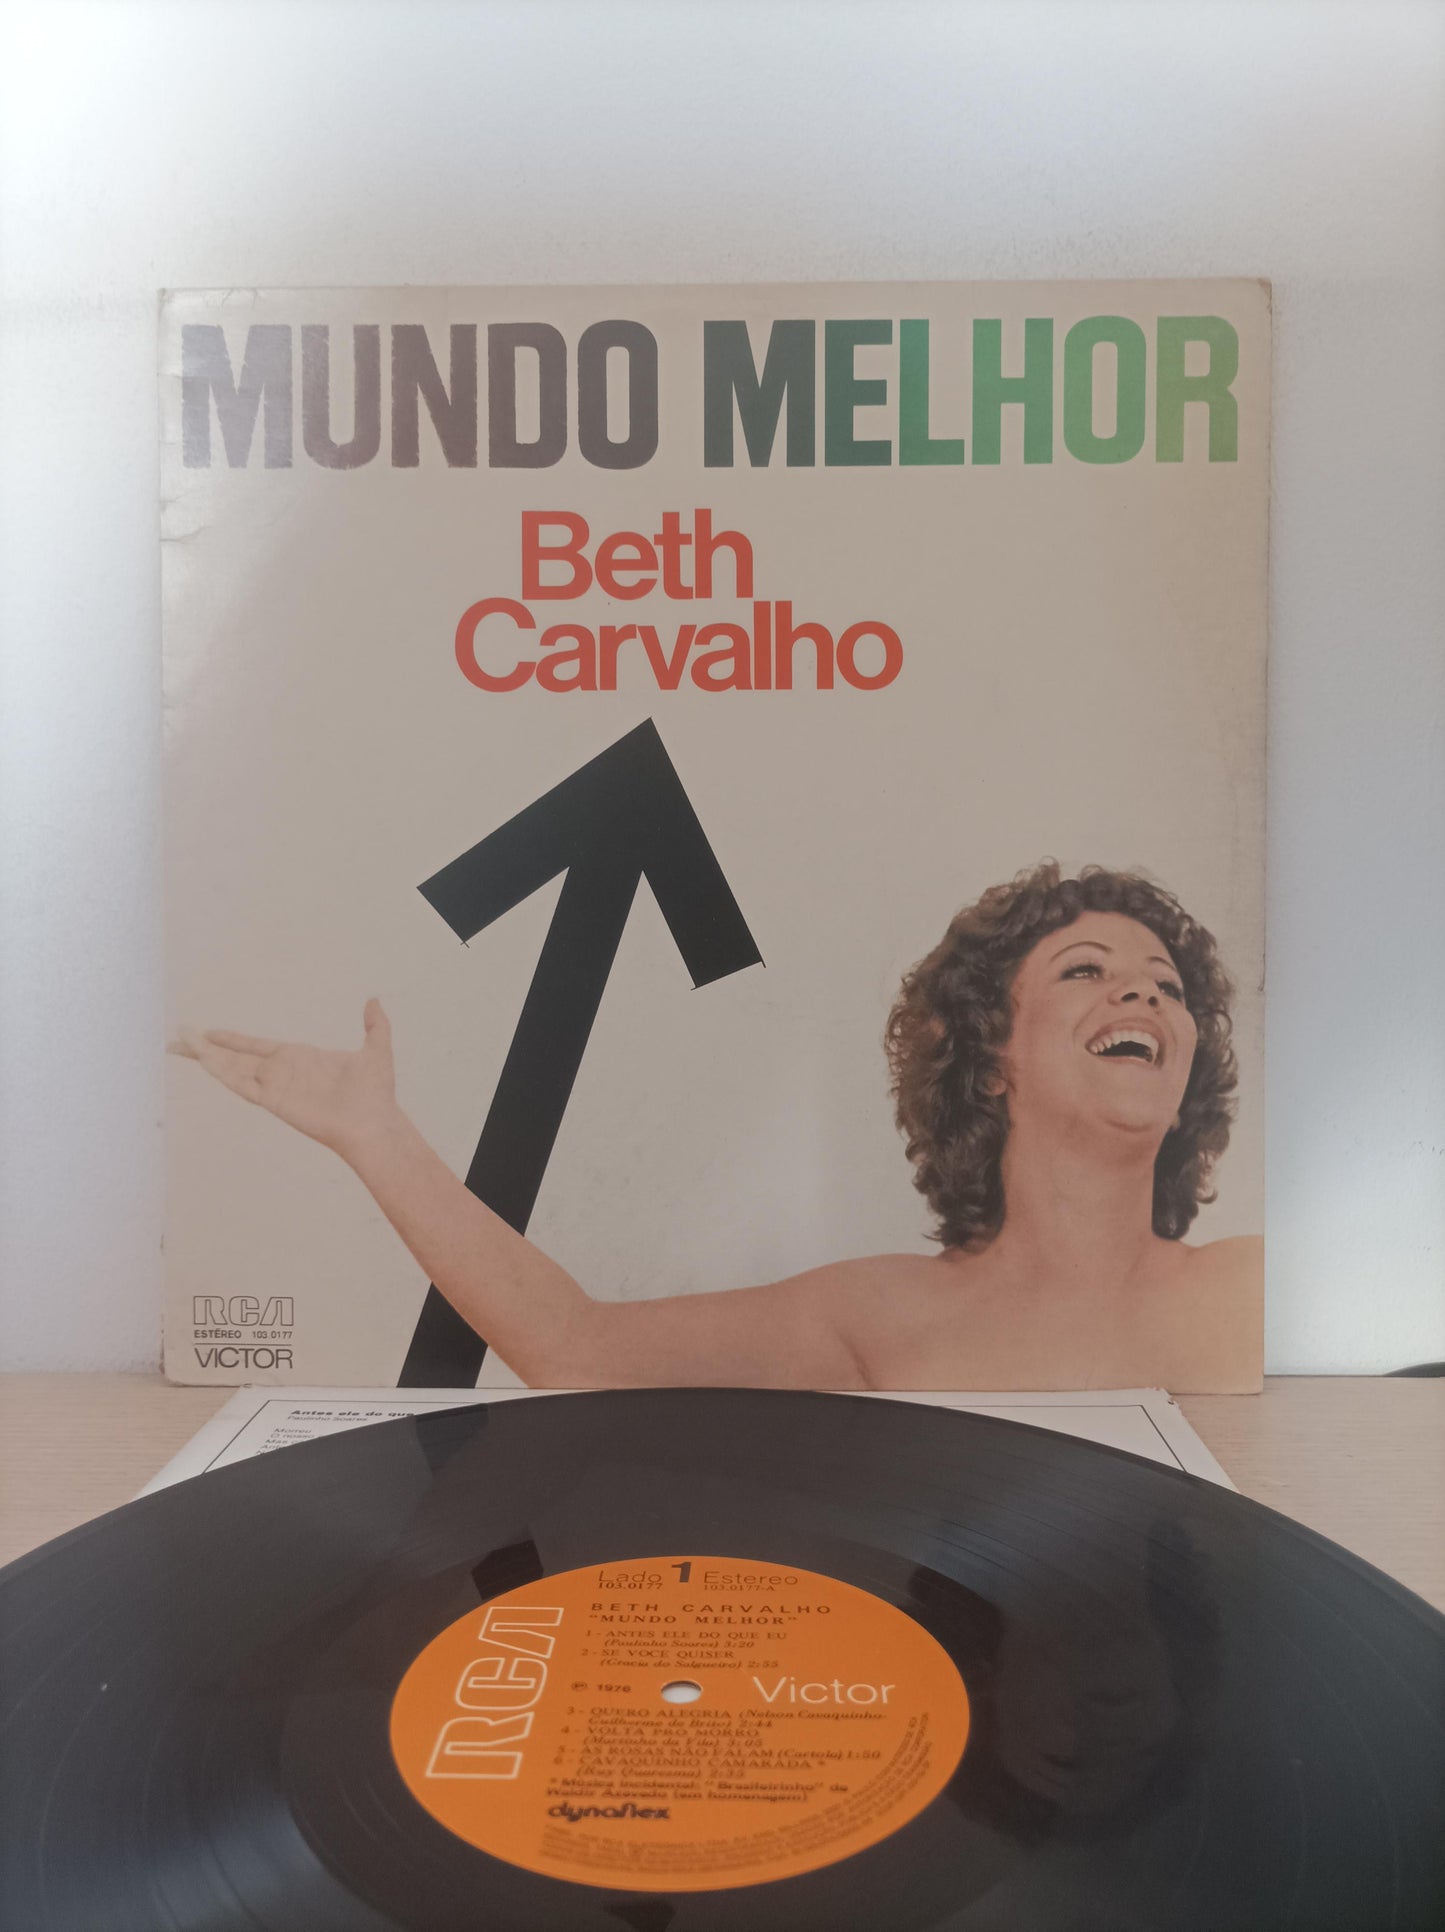 MUNDO MELHOR
Beth
Carvalho
RCA
ESTÉREO 103.0177
VICTOR
Antes ele do que
Paulinho Soares
Morreu
O nosso
Lado 1 Estereo
103.0177 103.0177-A
BETH CARVALHO
"MUNDO MELHOR"
1 - ANTES ELE DO QUE EU
(Paulinho Soares) 3:20
2 - SE VOCE QUISER
(Gracia do Salgueiro) 2:55
℗ 1976
RCA
Victor
3 - QUERO ALEGRIA (Nelson Cavaquinho-
Guilherme de Brito) 2:44
4 - VOLTA PRO MORRO
(Martinho da Vila) 3:05
5 - AS ROSAS NÃO FALAM (Cartola) 1:50
6 - CAVAQUINHO CAMARADA *
(Ruy Quaresma) 2:35
* Música incidental: "Brasileirinho" de
Waldir Azevedo (em homenagem)
dynaflex